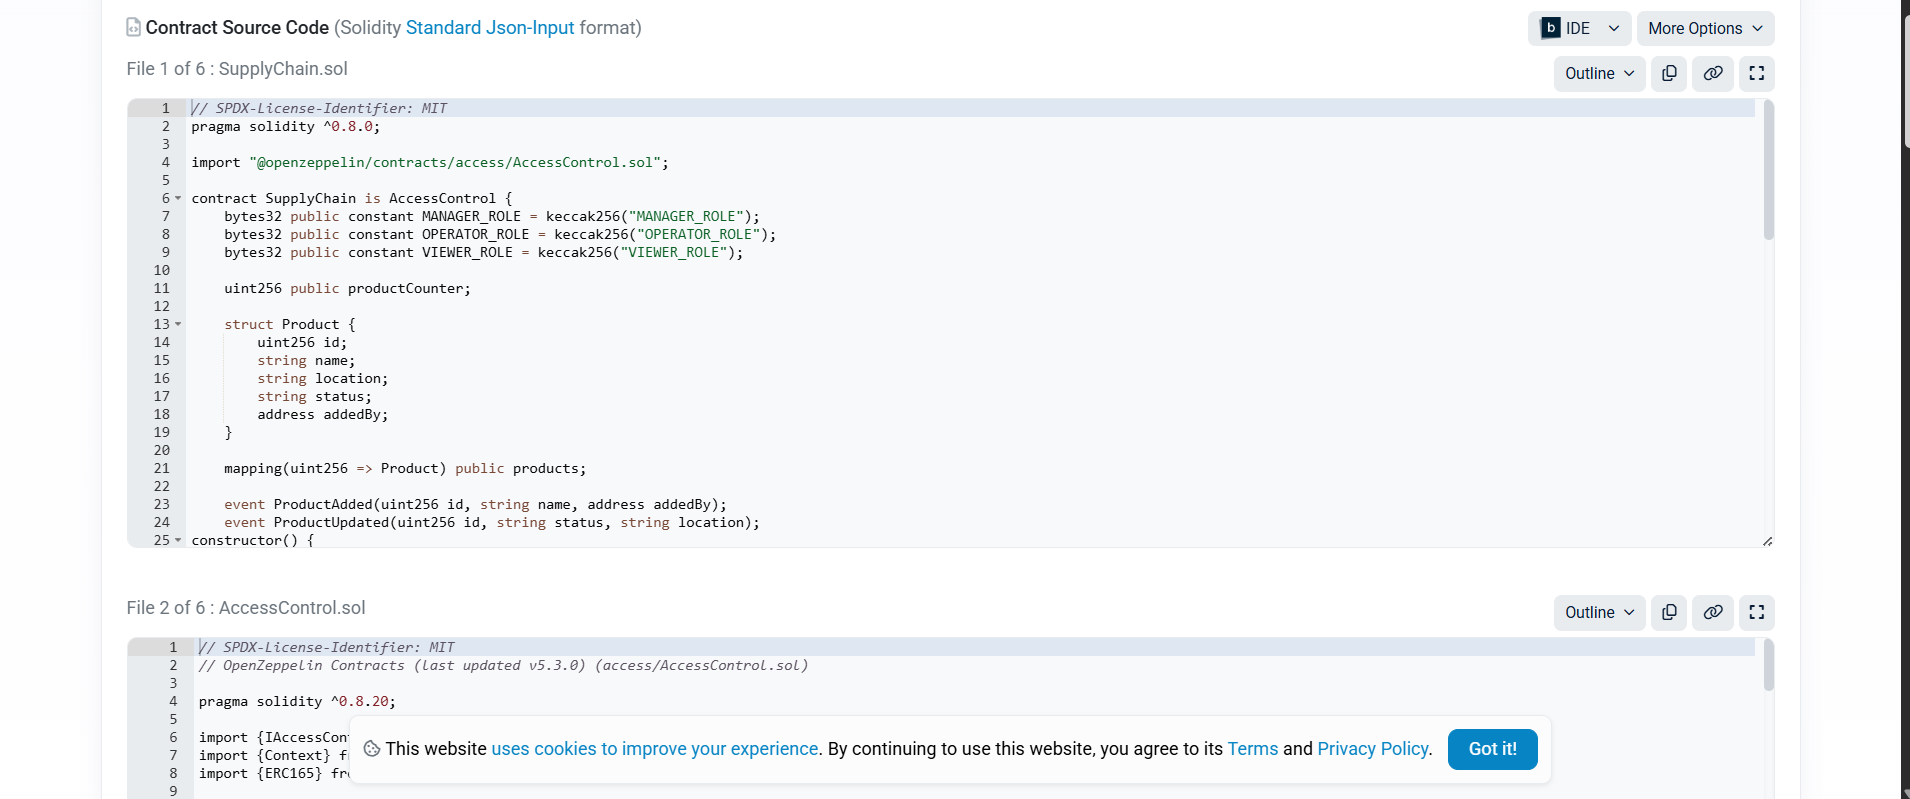 Contract Source Code (Solidity Standard Json-Input format)
b IDE
More Options
File 1 of 6 : SupplyChain.sol
Outline
1 // SPDX-License-Identifier: MIT
2 pragma solidity ^0.8.0;
3
4 import "@openzeppelin/contracts/access/AccessControl.sol";
5
6 contract SupplyChain is AccessControl {
7     bytes32 public constant MANAGER_ROLE = keccak256("MANAGER_ROLE");
8     bytes32 public constant OPERATOR_ROLE = keccak256("OPERATOR_ROLE");
9     bytes32 public constant VIEWER_ROLE = keccak256("VIEWER_ROLE");
10
11     uint256 public productCounter;
12
13     struct Product {
14         uint256 id;
15         string name;
16         string location;
17         string status;
18         address addedBy;
19     }
20
21     mapping(uint256 => Product) public products;
22
23     event ProductAdded(uint256 id, string name, address addedBy);
24     event ProductUpdated(uint256 id, string status, string location);
25 constructor() {
File 2 of 6 : AccessControl.sol
Outline
1 // SPDX-License-Identifier: MIT
2 // OpenZeppelin Contracts (last updated v5.3.0) (access/AccessControl.sol)
3
4 pragma solidity ^0.8.20;
5
6 import {IAccessCon
7 import {Context} f
8 import {ERC165} fr
9
This website uses cookies to improve your experience. By continuing to use this website, you agree to its Terms and Privacy Policy.
Got it!